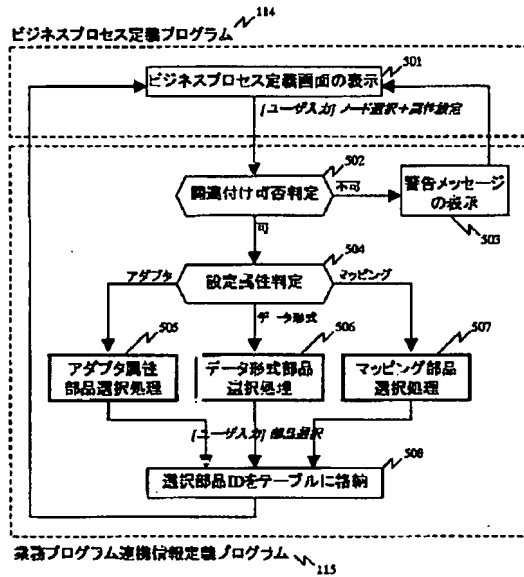 ビジネスプロセス定義プログラム
114
ビジネスプロセス定義画面の表示
501
[ユーザ入力] ノード選択+属性設定
関連付け可否判定
502
不可
警告メッセージ
の表示
503
可
設定属性判定
504
アダプタ
データ形式
マッピング
アダプタ属性
部品選択処理
505
データ形式部品
選択処理
506
マッピング部品
選択処理
507
[ユーザ入力] 部品選択
選択部品IDをテーブルに格納
508
業務プログラム連携情報定義プログラム
115